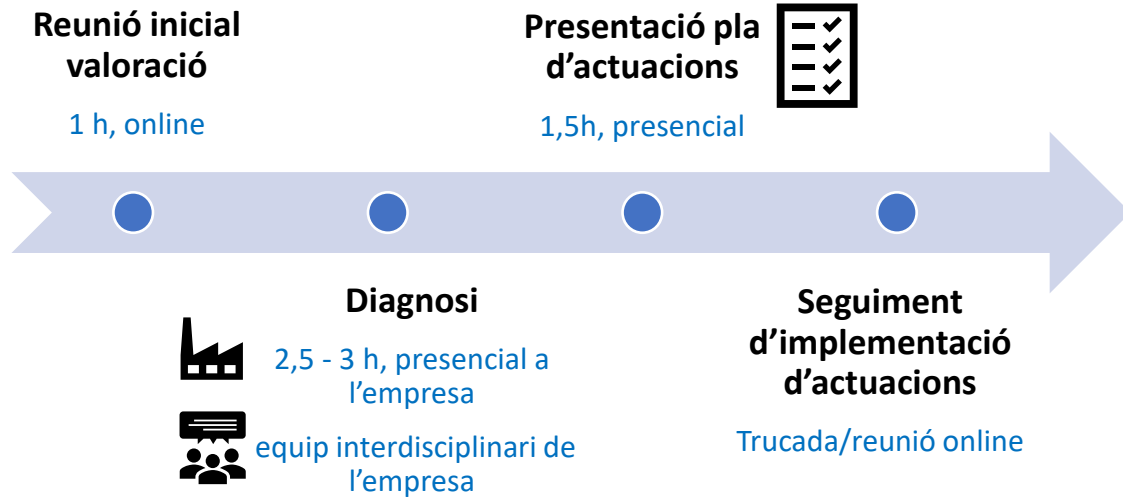 Reunió inicial
valoració
1 h, online
Presentació pla
d’actuacions
1,5h, presencial
Diagnosi
2,5 - 3 h, presencial a
l’empresa
equip interdisciplinari de
l’empresa
Seguiment
d’implementació
d’actuacions
Trucada/reunió online